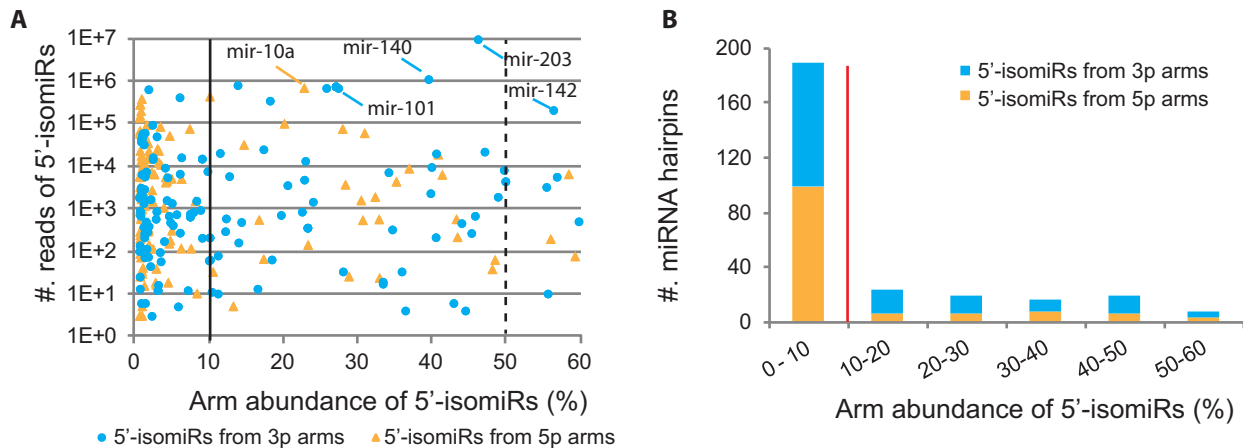 A
#. reads of 5'-isomiRs
1E+7
1E+6
1E+5
1E+4
1E+3
1E+2
1E+1
1E+0
mir-10a
mir-140
mir-203
mir-101
mir-142
0
10
20
30
40
50
60
Arm abundance of 5'-isomiRs (%)
5'-isomiRs from 3p arms
5'-isomiRs from 5p arms
B
#. miRNA hairpins
200
160
120
80
40
0
5'-isomiRs from 3p arms
5'-isomiRs from 5p arms
0 - 10
10-20
20-30
30-40
40-50
50-60
Arm abundance of 5'-isomiRs (%)